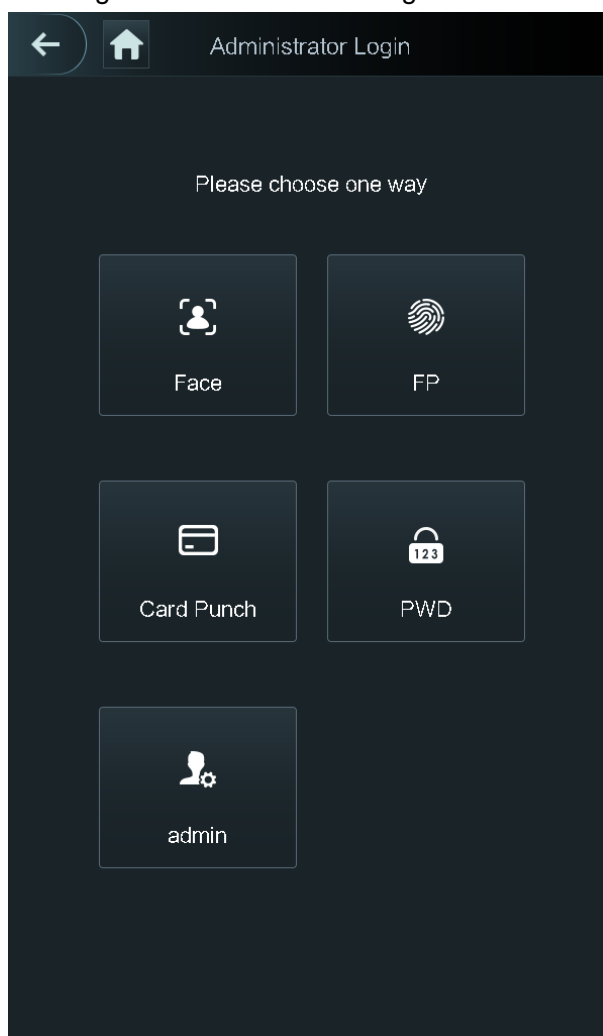 Administrator Login
Please choose one way
Face
FP
Card Punch
123
PWD
admin